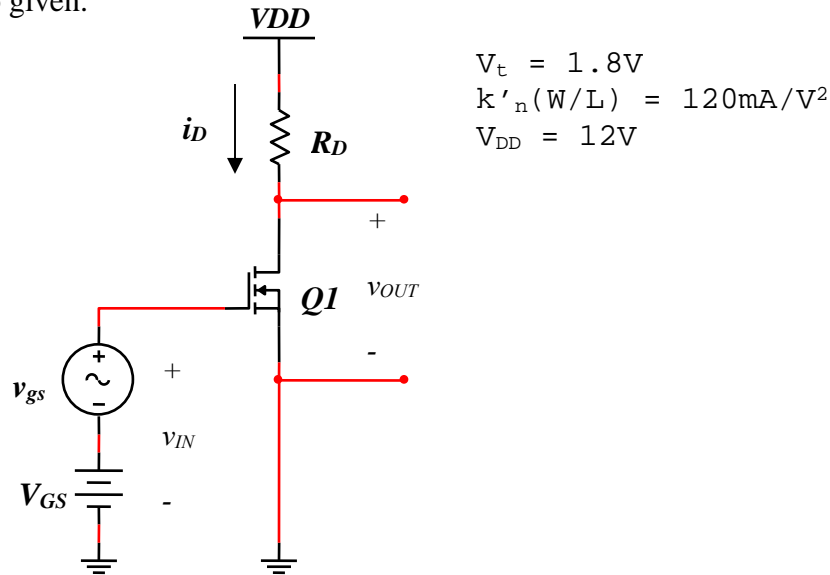 given.
VDD
Vt = 1.8V
k’n(W/L) = 120mA/V²
VDD = 12V
iD
RD
+
Q1
vOUT
-
+
vgs
+
-
vIN
VGS
-